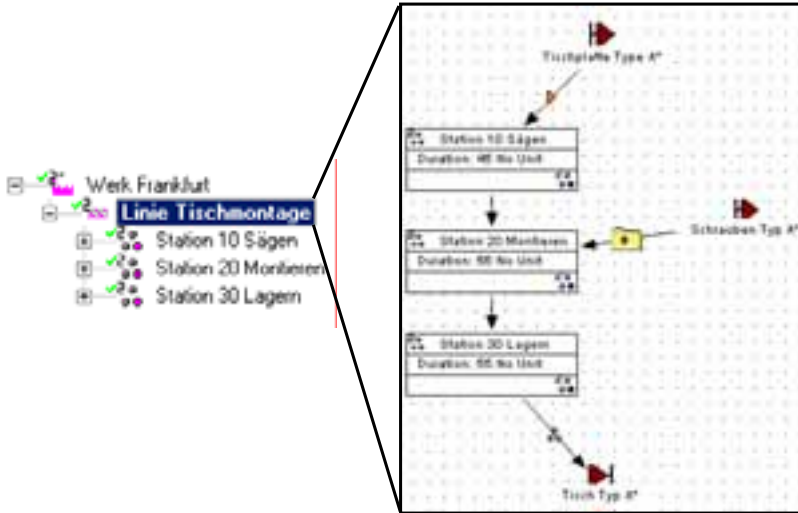 Werk Frankfurt
Linie Tischmontage
Station 10 Sägen
Station 20 Montieren
Station 30 Lagern
Tischplatte Type A*
Station 10 Sägen
Duration: 45 No Unit
Station 20 Montieren
Duration: 55 No Unit
Schrauben Typ A*
Station 30 Lagern
Duration: 55 No Unit
Tisch Typ A*